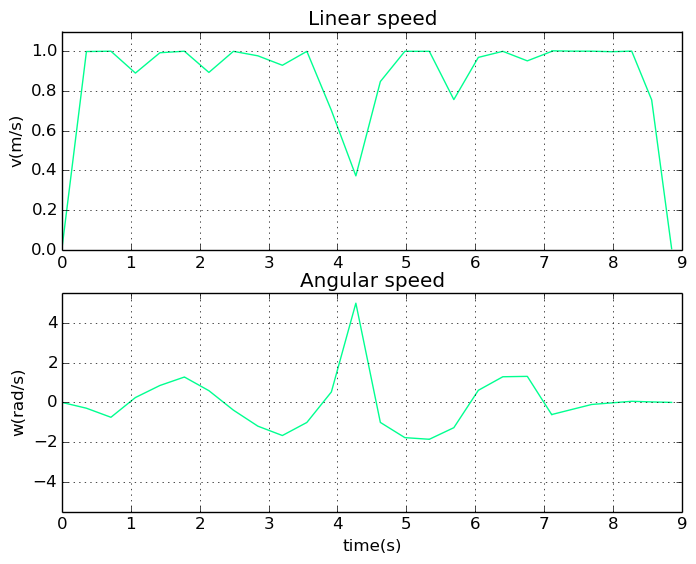 Linear speed
1.0
0.8
0.6
0.4
0.2
0.0
v(m/s)
0 1 2 3 4 5 6 7 8 9
Angular speed
4
2
0
−2
−4
w(rad/s)
0 1 2 3 4 5 6 7 8 9
time(s)